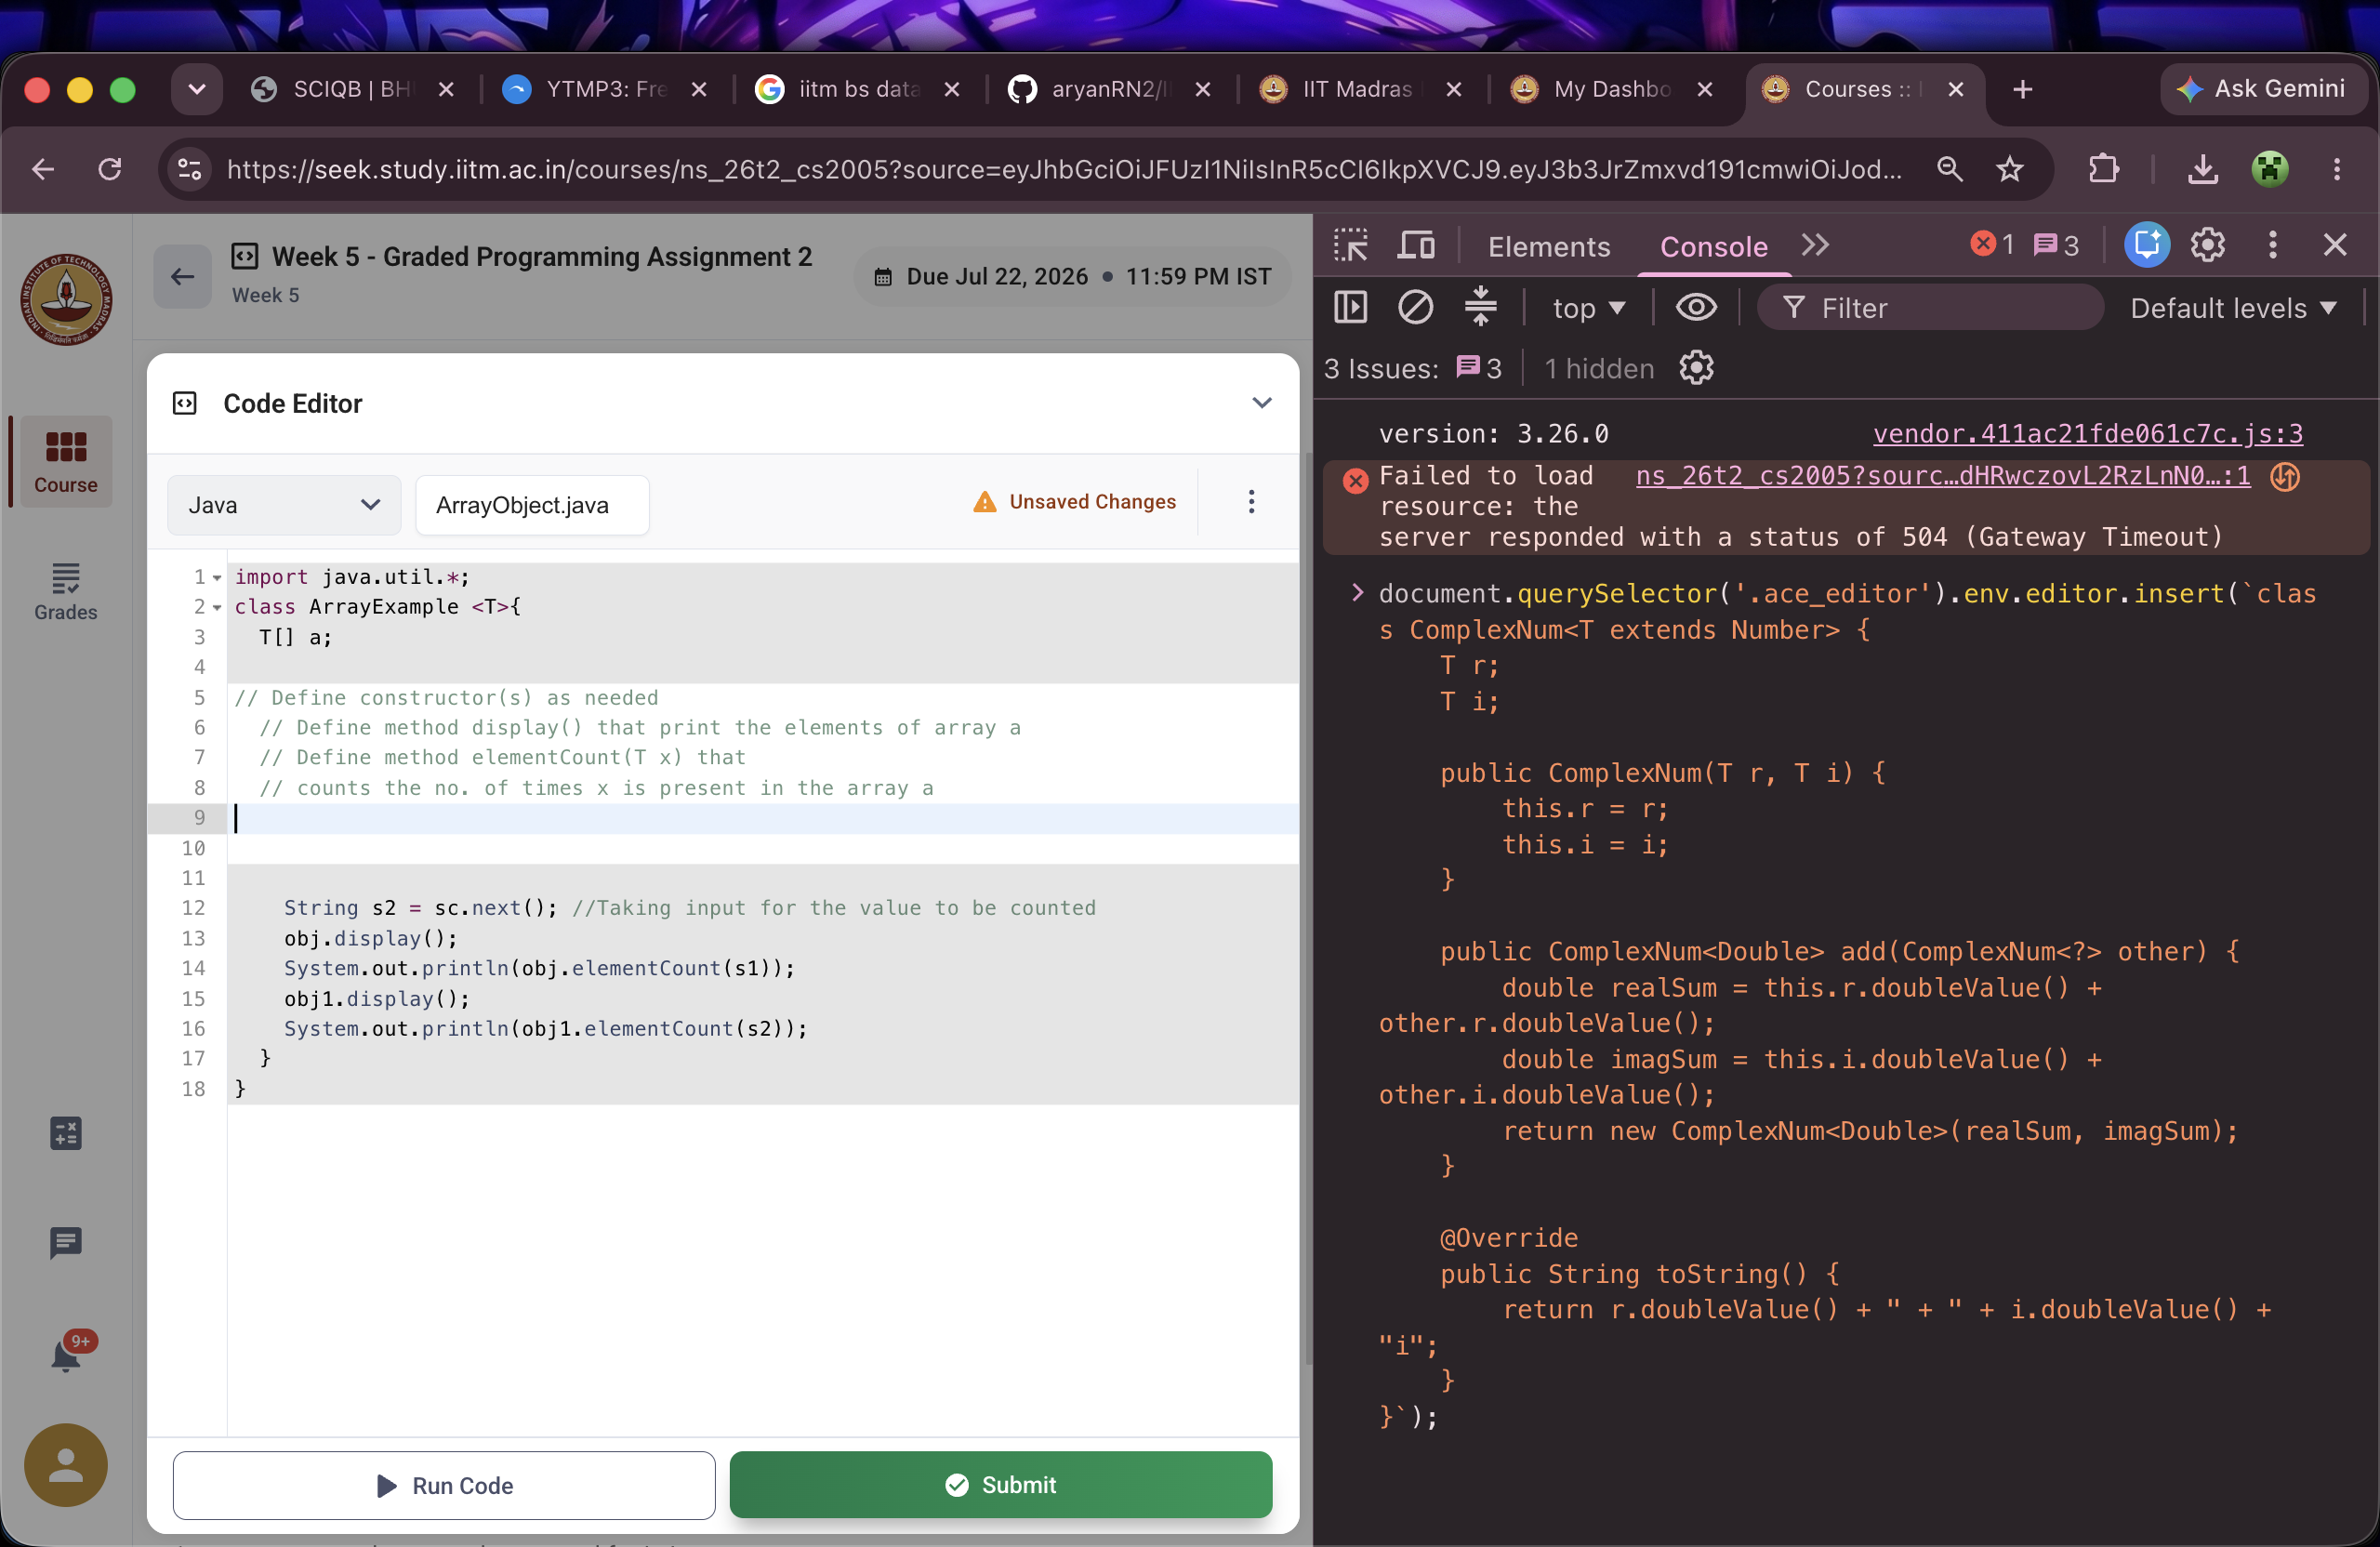 SCIQB | BH
YTMP3: Fre
iitm bs data
aryanRN2/I
IIT Madras
My Dashbo
Courses ::
Ask Gemini
https://seek.study.iitm.ac.in/courses/ns_26t2_cs2005?source=eyJhbGciOiJFUzI1NiIsInR5cCI6IkpXVCJ9.eyJ3b3JrZmxvd191cmwiOiJod...
INDIAN INSTITUTE OF TECHNOLOGY MADRAS
Course
Grades
9+
Week 5 - Graded Programming Assignment 2
Week 5
Due Jul 22, 2026 • 11:59 PM IST
Code Editor
Java
ArrayObject.java
Unsaved Changes
1 import java.util.*;
2 class ArrayExample <T>{
3 T[] a;
4
5 // Define constructor(s) as needed
6 // Define method display() that print the elements of array a
7 // Define method elementCount(T x) that
8 // counts the no. of times x is present in the array a
9
10
11
12 String s2 = sc.next(); //Taking input for the value to be counted
13 obj.display();
14 System.out.println(obj.elementCount(s1));
15 obj1.display();
16 System.out.println(obj1.elementCount(s2));
17 }
18 }
Run Code
Submit
Elements
Console
1
3
top
Filter
Default levels
3 Issues: 3
1 hidden
version: 3.26.0 vendor.411ac21fde061c7c.js:3
Failed to load ns_26t2_cs2005?sourc…dHRwczovL2RzLnN0…:1
resource: the
server responded with a status of 504 (Gateway Timeout)
document.querySelector('.ace_editor').env.editor.insert(`clas
s ComplexNum<T extends Number> {
T r;
T i;
public ComplexNum(T r, T i) {
this.r = r;
this.i = i;
}
public ComplexNum<Double> add(ComplexNum<?> other) {
double realSum = this.r.doubleValue() +
other.r.doubleValue();
double imagSum = this.i.doubleValue() +
other.i.doubleValue();
return new ComplexNum<Double>(realSum, imagSum);
}
@Override
public String toString() {
return r.doubleValue() + " + " + i.doubleValue() +
"i";
}
}`);